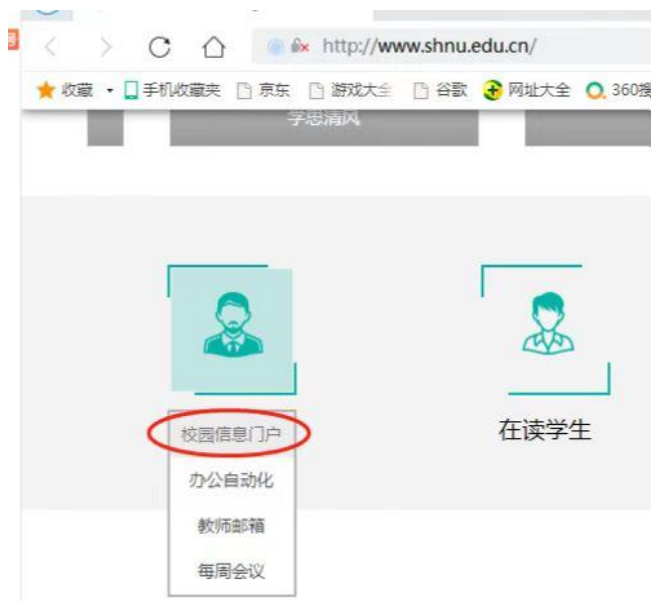 http://www.shnu.edu.cn/
收藏 手机收藏夹 京东 游戏大全 谷歌 网址大全 360搜
学思清风
校园信息门户
在读学生
办公自动化
教师邮箱
每周会议